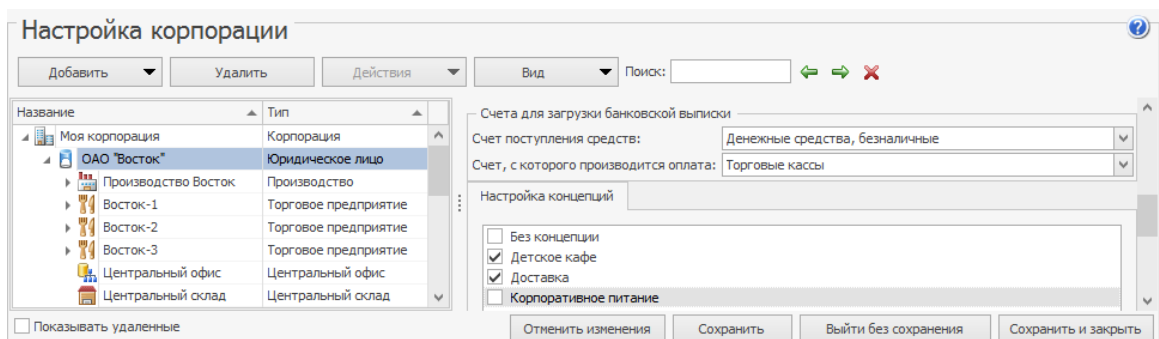 Настройка корпорации
Добавить Удалить Действия Вид Поиск:
Название Тип
Моя корпорация Корпорация
ОАО "Восток" Юридическое лицо
Производство Восток Производство
Восток-1 Торговое предприятие
Восток-2 Торговое предприятие
Восток-3 Торговое предприятие
Центральный офис Центральный офис
Центральный склад Центральный склад
Показывать удаленные
Счета для загрузки банковской выписки
Счет поступления средств: Денежные средства, безналичные
Счет, с которого производится оплата: Торговые кассы
Настройка концепций
Без концепции
Детское кафе
Доставка
Корпоративное питание
Отменить изменения Сохранить Выйти без сохранения Сохранить и закрыть